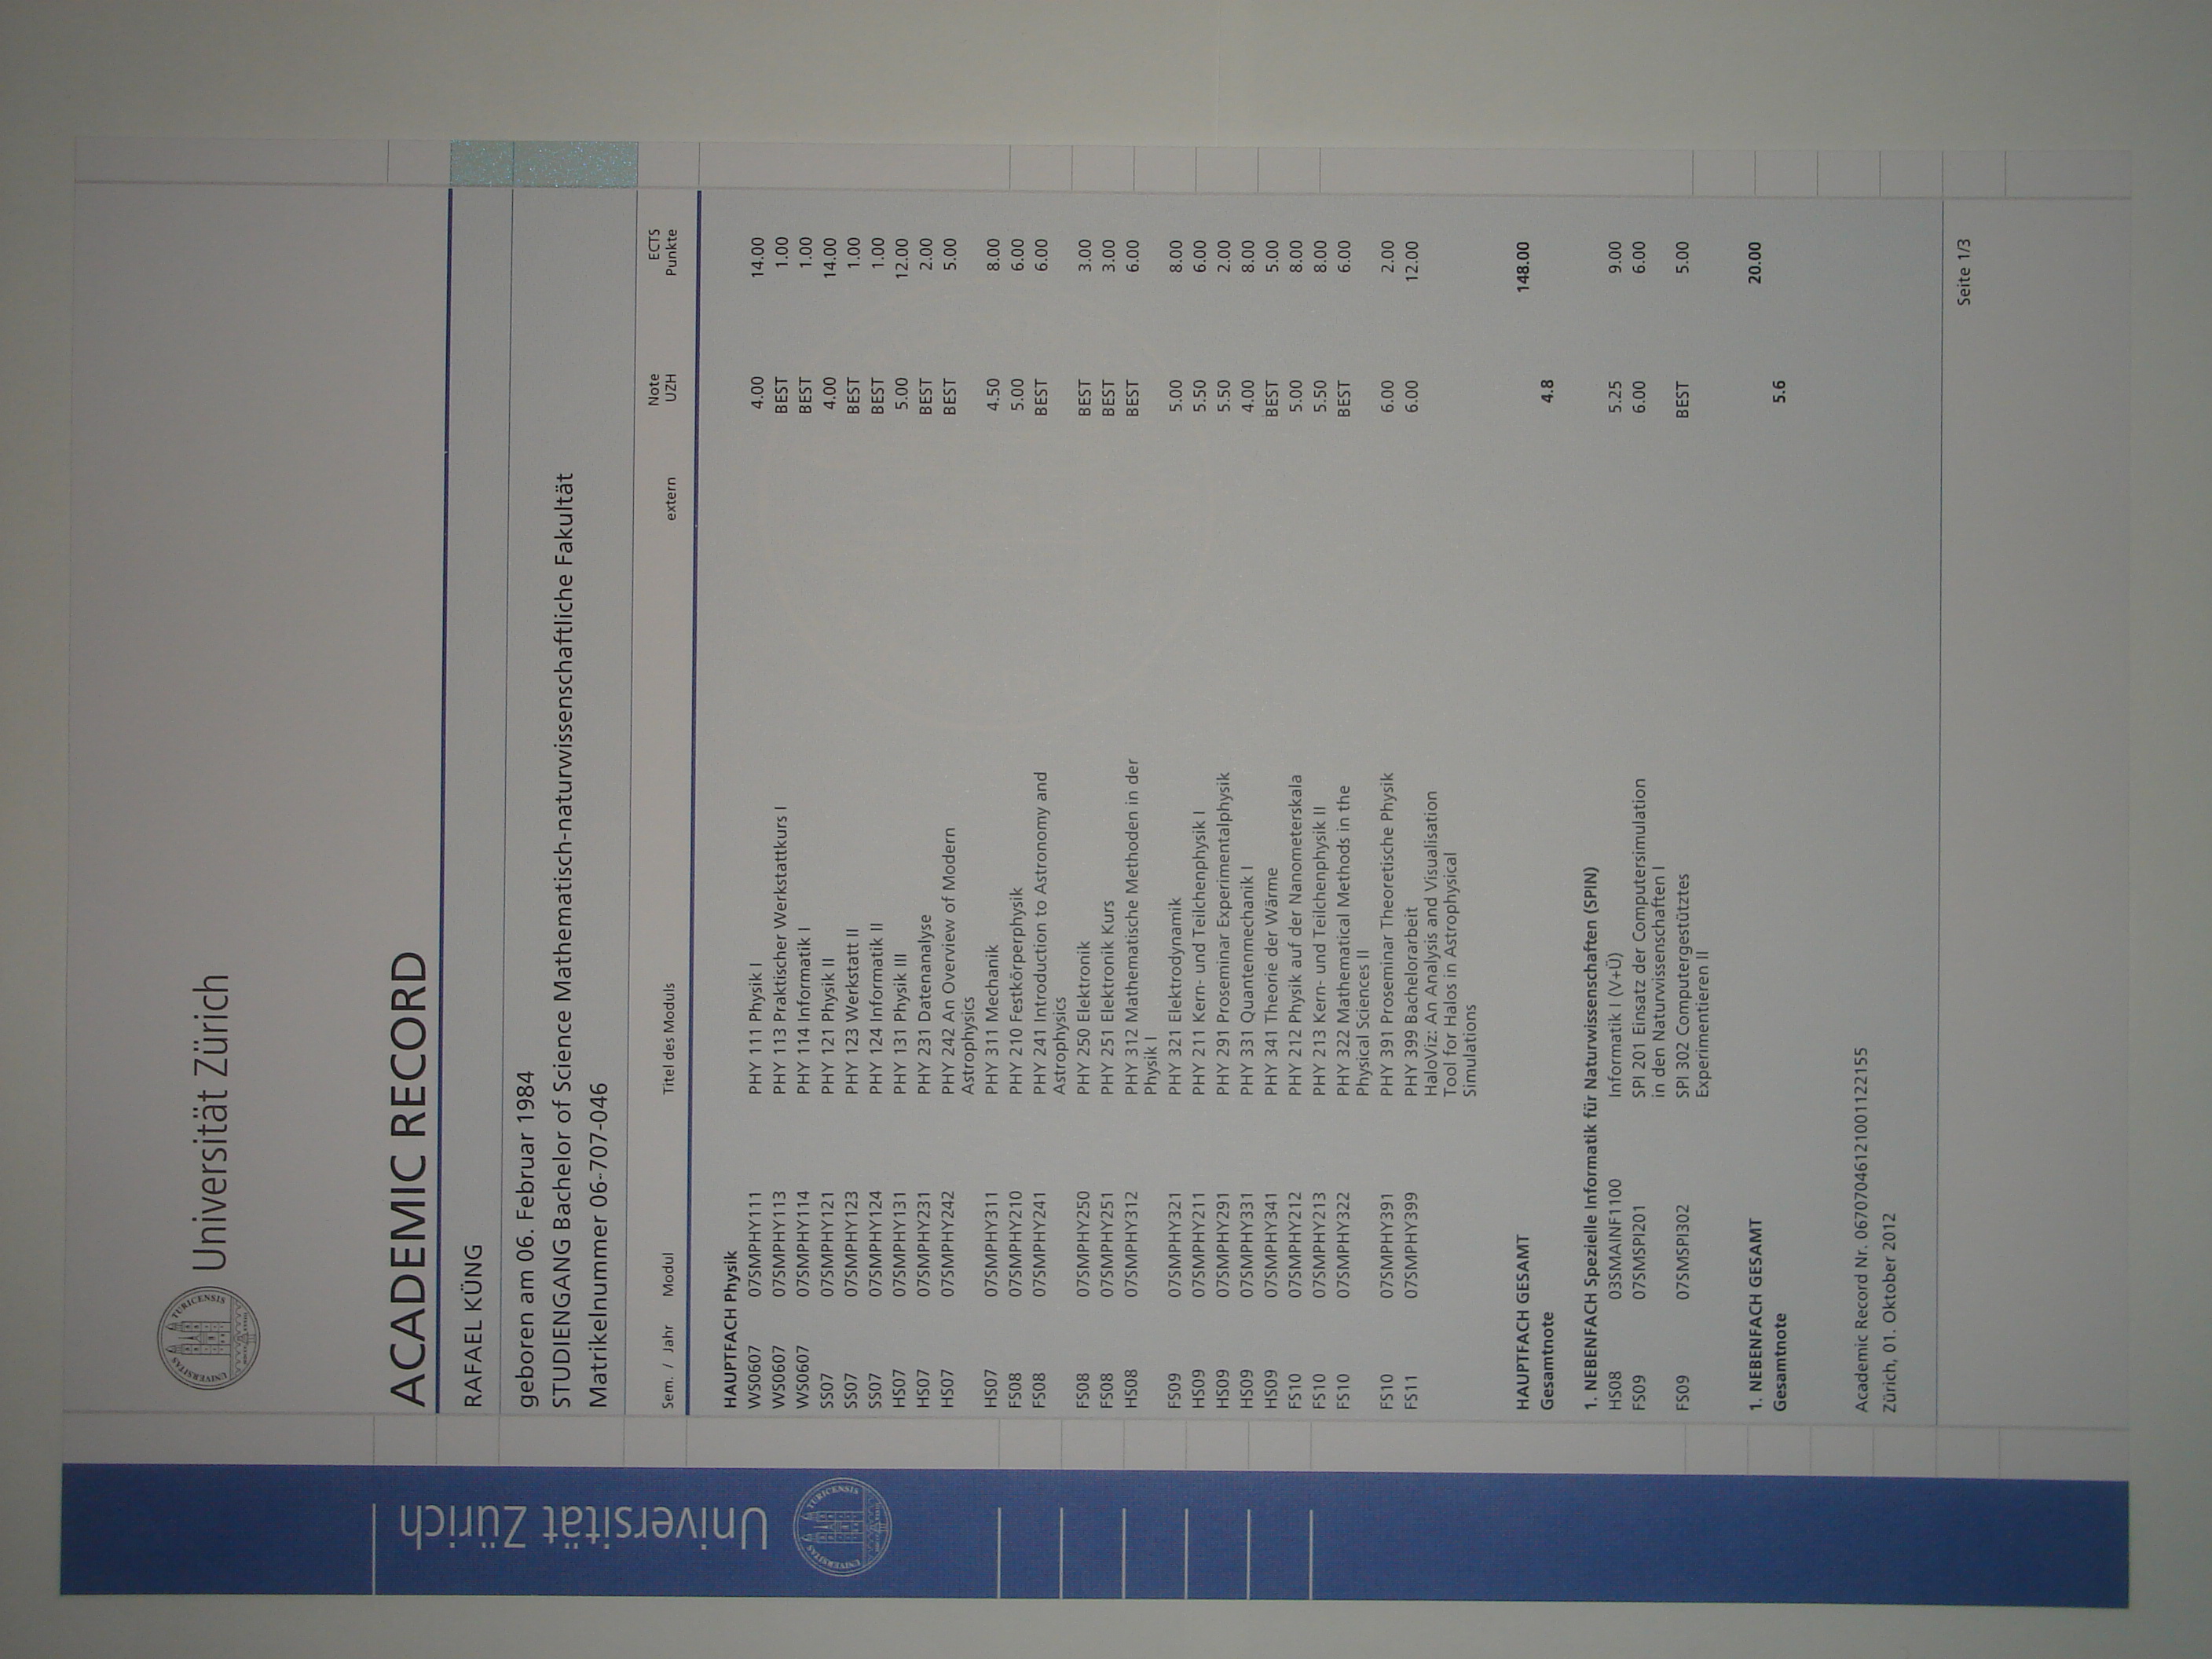 Universität Zürich
ACADEMIC RECORD
RAFAEL KÜNG
geboren am 06. Februar 1984
STUDIENGANG Bachelor of Science Mathematisch-naturwissenschaftliche Fakultät
Matrikelnummer 06-707-046
Sem. / Jahr Modul Titel des Moduls extern Note UZH ECTS Punkte
HAUPTFACH Physik
WS0607 07SMPHY111 PHY 111 Physik I 4.00 14.00
WS0607 07SMPHY113 PHY 113 Praktischer Werkstattkurs I BEST 1.00
WS0607 07SMPHY114 PHY 114 Informatik I BEST 1.00
SS07 07SMPHY121 PHY 121 Physik II 4.00 14.00
SS07 07SMPHY123 PHY 123 Werkstatt II BEST 1.00
SS07 07SMPHY124 PHY 124 Informatik II BEST 1.00
HS07 07SMPHY131 PHY 131 Physik III 5.00 12.00
HS07 07SMPHY231 PHY 231 Datenanalyse BEST 2.00
HS07 07SMPHY242 PHY 242 An Overview of Modern BEST 5.00
Astrophysics
HS07 07SMPHY311 PHY 311 Mechanik 4.50 8.00
FS08 07SMPHY210 PHY 210 Festkörperphysik 5.00 6.00
FS08 07SMPHY241 PHY 241 Introduction to Astronomy and BEST 6.00
Astrophysics
FS08 07SMPHY250 PHY 250 Elektronik BEST 3.00
FS08 07SMPHY251 PHY 251 Elektronik Kurs BEST 3.00
HS08 07SMPHY312 PHY 312 Mathematische Methoden in der BEST 6.00
Physik I
FS09 07SMPHY321 PHY 321 Elektrodynamik 5.00 8.00
HS09 07SMPHY211 PHY 211 Kern- und Teilchenphysik I 5.50 6.00
HS09 07SMPHY291 PHY 291 Proseminar Experimentalphysik 5.50 2.00
HS09 07SMPHY331 PHY 331 Quantenmechanik I 4.00 8.00
HS09 07SMPHY341 PHY 341 Theorie der Wärme BEST 5.00
FS10 07SMPHY212 PHY 212 Physik auf der Nanometerskala 5.00 8.00
FS10 07SMPHY213 PHY 213 Kern- und Teilchenphysik II 5.50 8.00
FS10 07SMPHY322 PHY 322 Mathematical Methods in the BEST 6.00
Physical Sciences II
FS10 07SMPHY391 PHY 391 Proseminar Theoretische Physik 6.00 2.00
FS11 07SMPHY399 PHY 399 Bachelorarbeit 6.00 12.00
HaloViz: An Analysis and Visualisation
Tool for Halos in Astrophysical
Simulations
HAUPTFACH GESAMT 148.00
Gesamtnote 4.8
1. NEBENFACH Spezielle Informatik für Naturwissenschaften (SPIN)
HS08 03SMAINF1100 Informatik I (V+Ü) 5.25 9.00
FS09 07SMSPI201 SPI 201 Einsatz der Computersimulation 6.00 6.00
in den Naturwissenschaften I
FS09 07SMSPI302 SPI 302 Computergestütztes BEST 5.00
Experimentieren II
1. NEBENFACH GESAMT 20.00
Gesamtnote 5.6
Academic Record Nr. 06707046121001122155
Zürich, 01. Oktober 2012
Seite 1/3
Universität Zürich